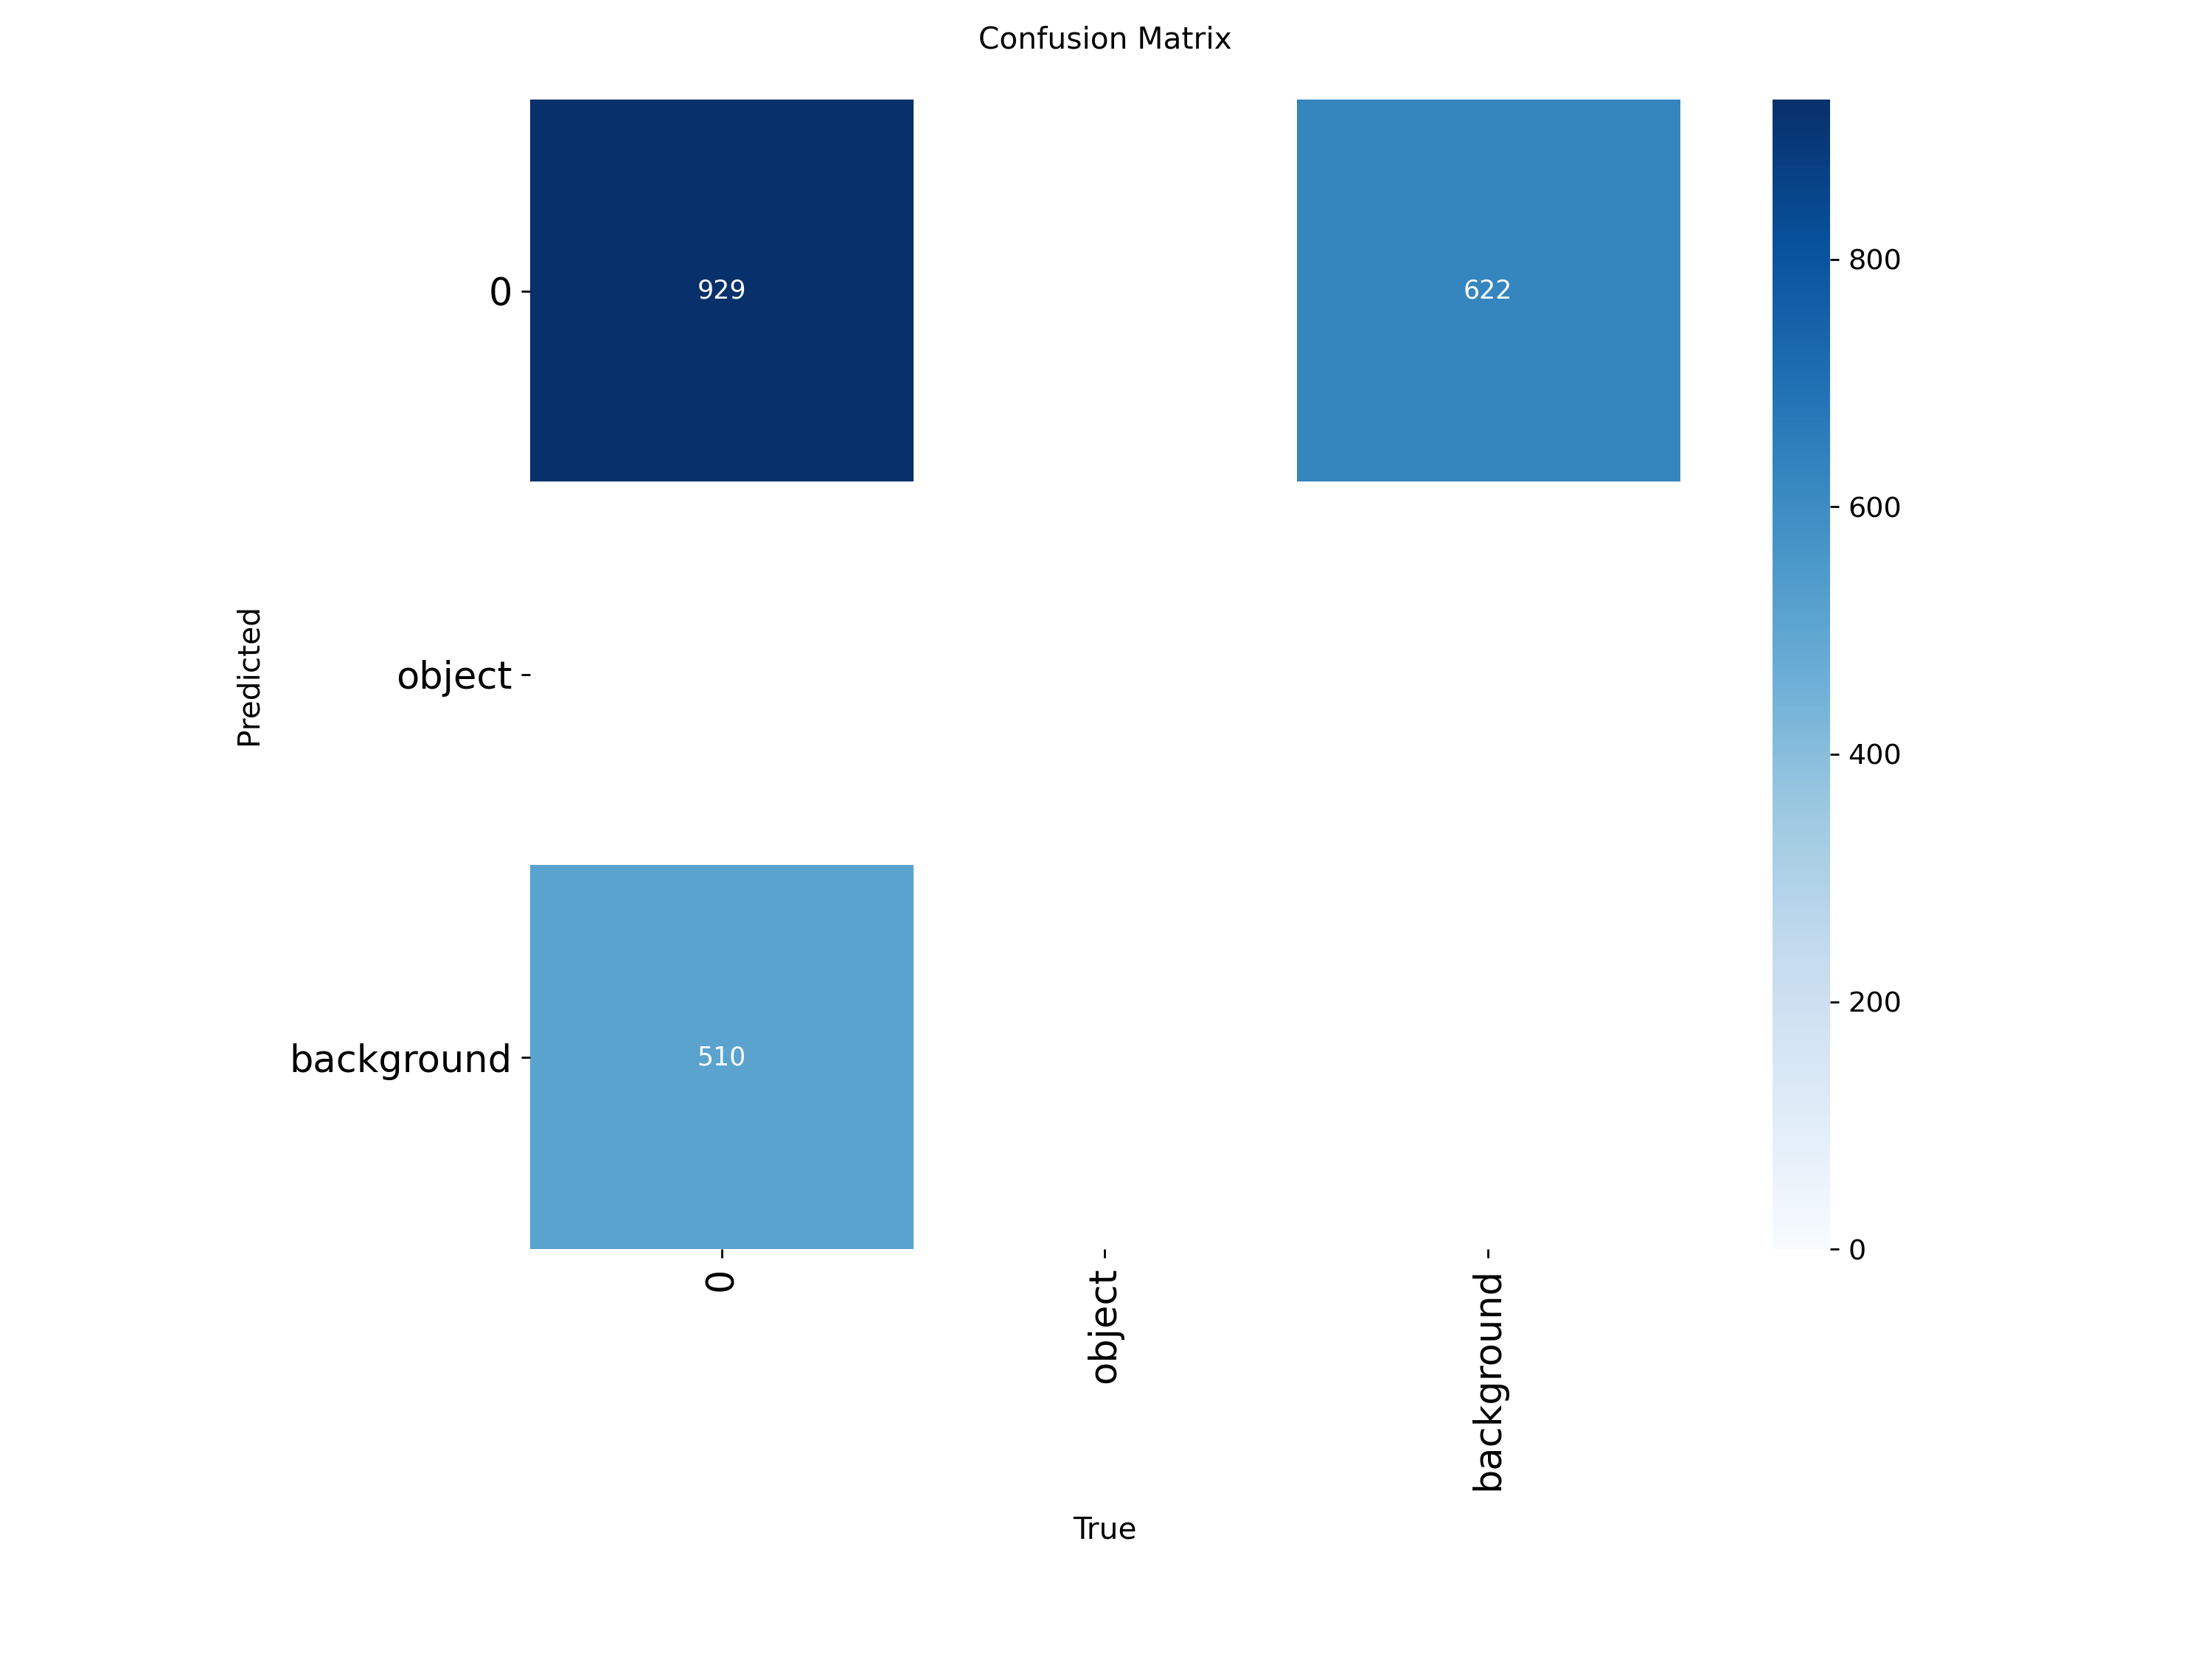 Confusion Matrix
0
929
622
800
600
Predicted
object
400
200
background
510
0
0
object
background
True